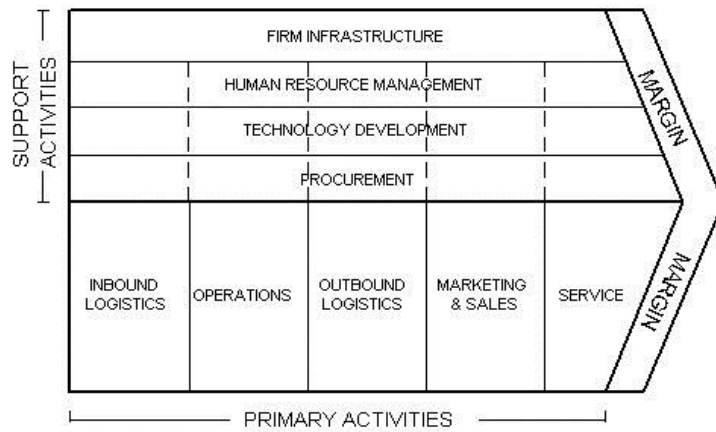 SUPPORT
ACTIVITIES
FIRM INFRASTRUCTURE
HUMAN RESOURCE MANAGEMENT
TECHNOLOGY DEVELOPMENT
PROCUREMENT
MARGIN
INBOUND
LOGISTICS
OPERATIONS
OUTBOUND
LOGISTICS
MARKETING
& SALES
SERVICE
MARGIN
PRIMARY ACTIVITIES